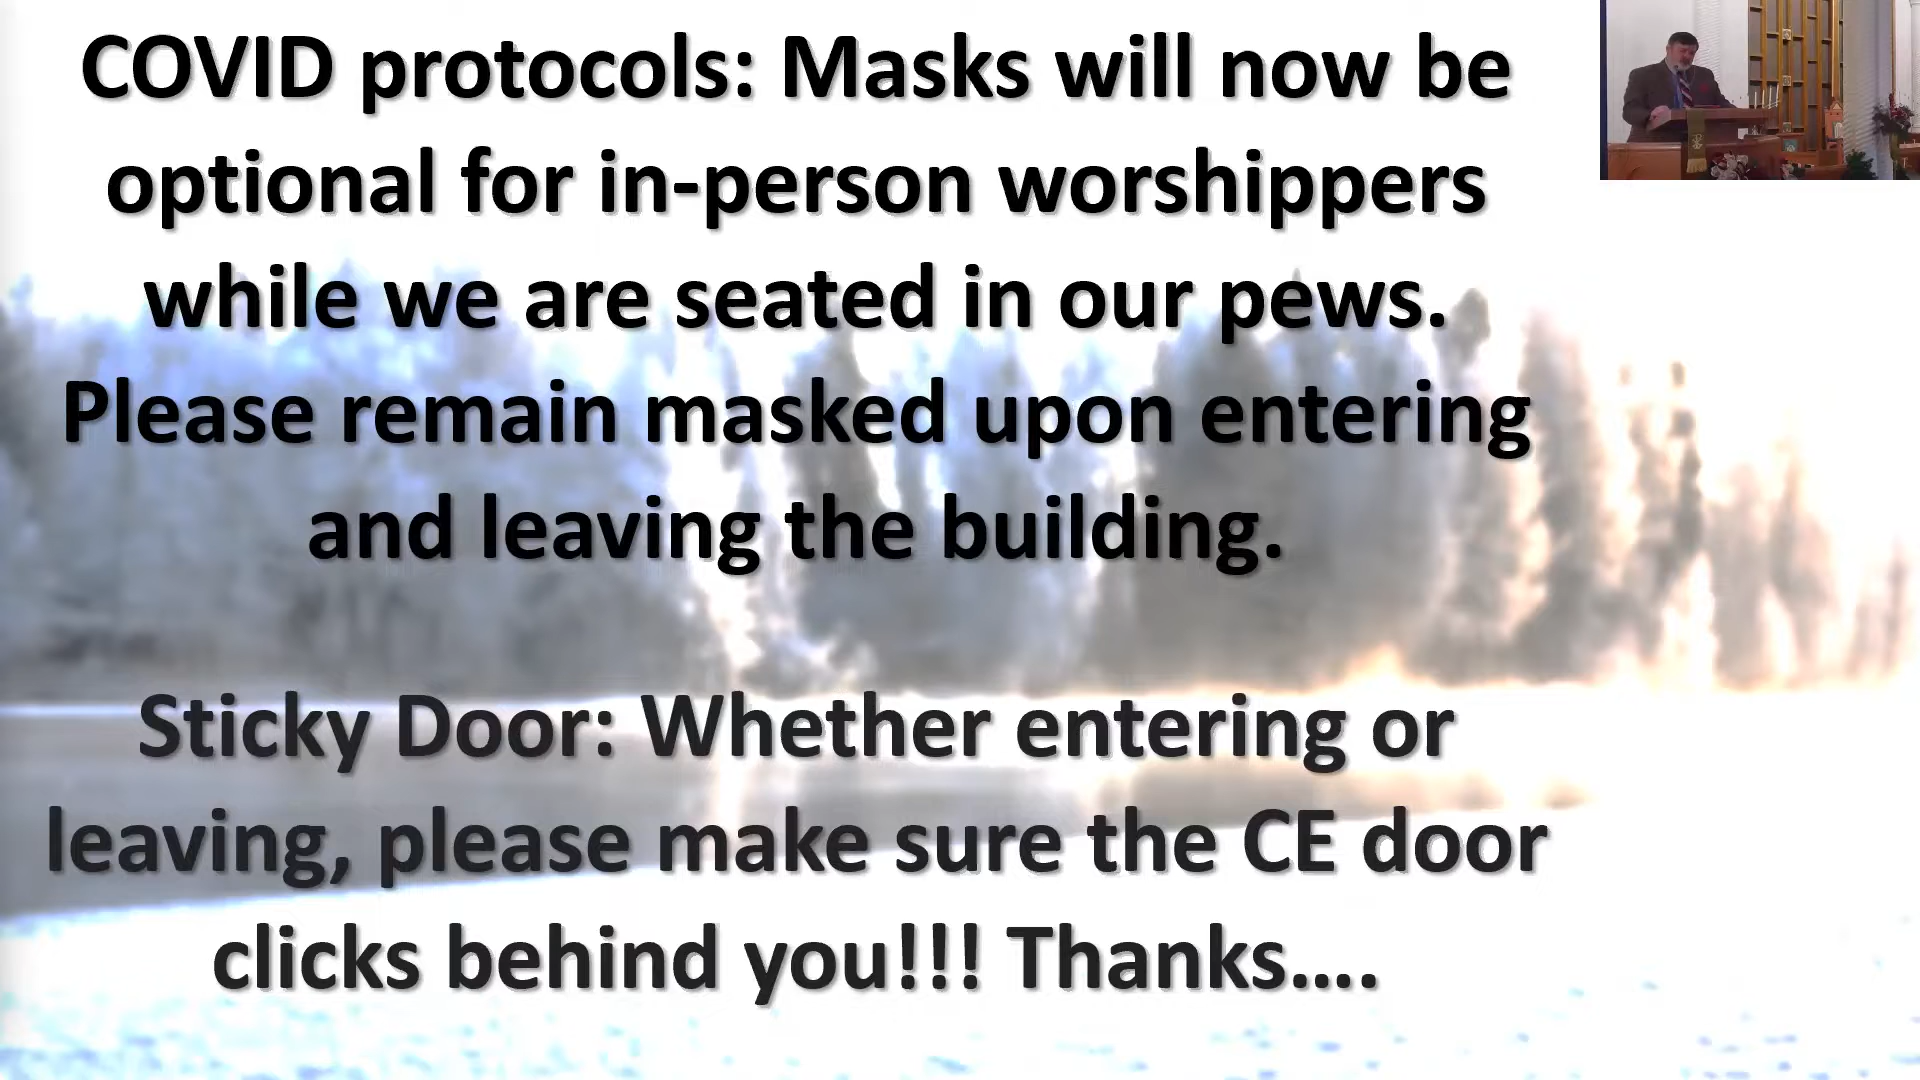 COVID protocols: Masks will now be
optional for in-person worshippers
while we are seated in our pews.
Please remain masked upon entering
and leaving the building.
Sticky Door: Whether entering or
leaving, please make sure the CE door
clicks behind you!!! Thanks....